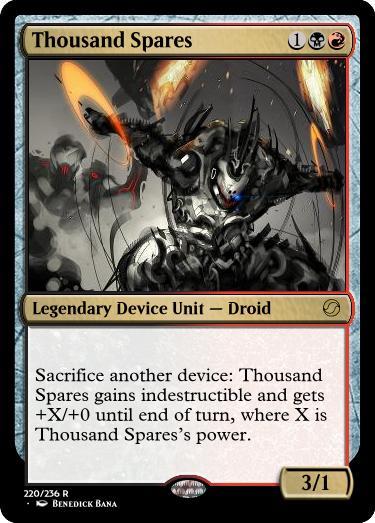 Thousand Spares 1
Legendary Device Unit — Droid
Sacrifice another device: Thousand
Spares gains indestructible and gets
+X/+0 until end of turn, where X is
Thousand Spares's power.
3/1
220/236 R
· Benedick Bana